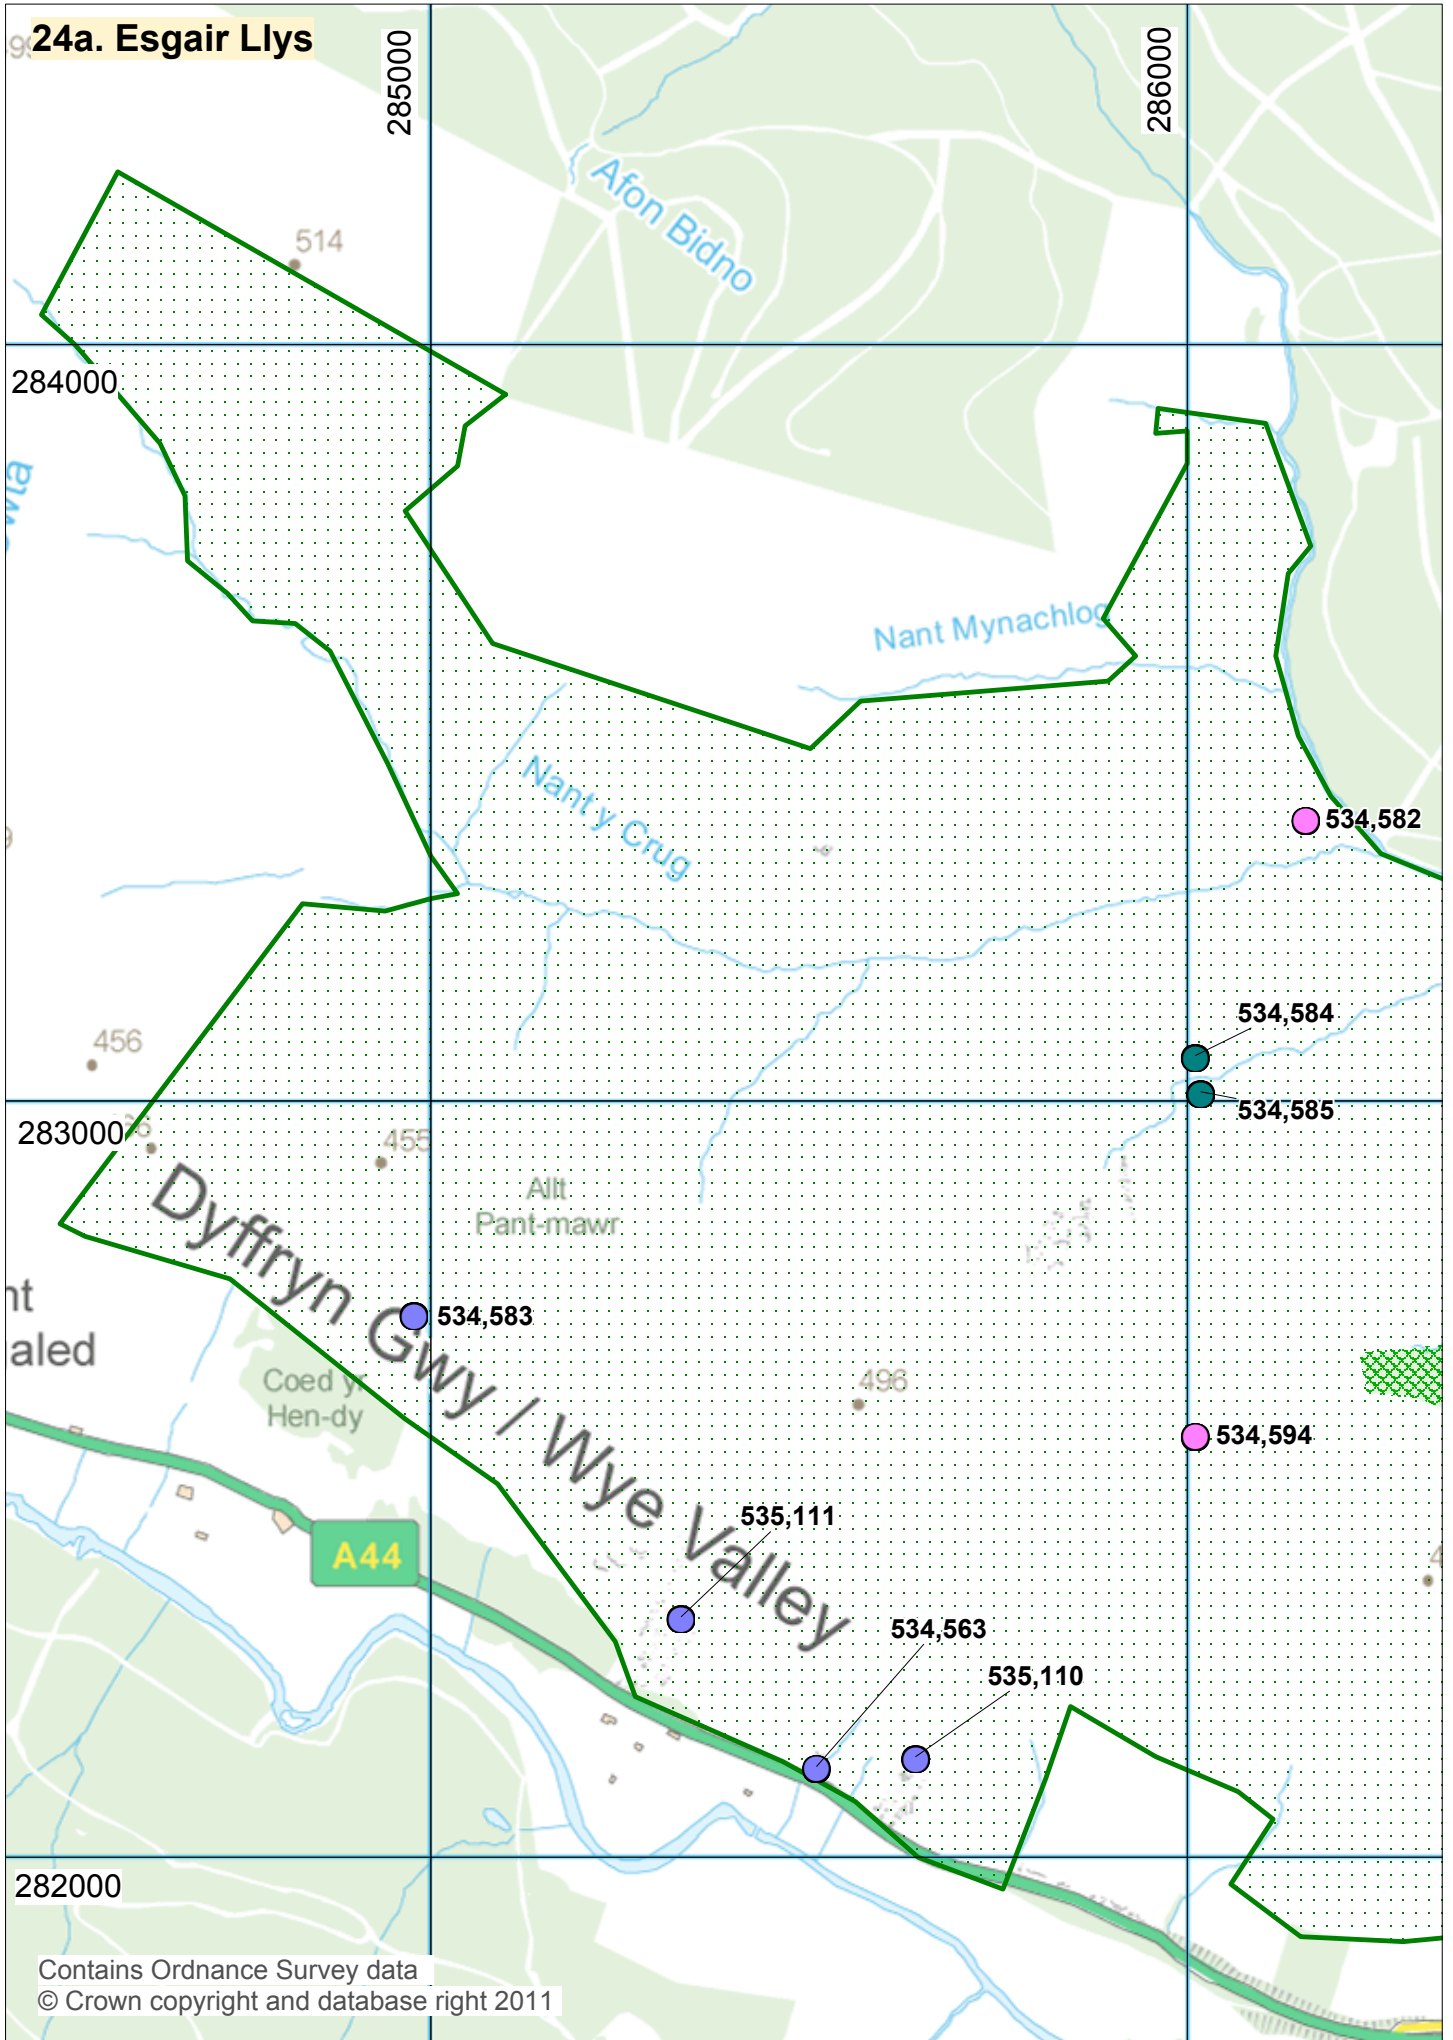 24a. Esgair Llys
285000
286000
Afon Bidno
514
284000
Nant Mynachlog
Nant y Crug
534,582
534,584
534,585
456
283000
455
Allt
Pant-mawr
Dyffryn Gwy / Wye Valley
534,583
aled
Coed yr
Hen-dy
496
534,594
535,111
A44
534,563
535,110
282000
Contains Ordnance Survey data
© Crown copyright and database right 2011